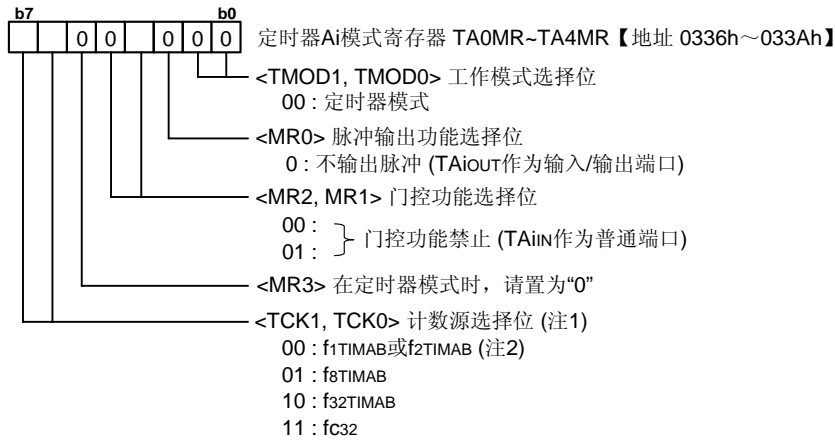 b7 b0
0 0 0 0 0 定时器Ai模式寄存器 TA0MR~TA4MR【地址 0336h～033Ah】
<TMOD1, TMOD0> 工作模式选择位
00 : 定时器模式
<MR0> 脉冲输出功能选择位
0 : 不输出脉冲 (TAiOUT作为输入/输出端口)
<MR2, MR1> 门控功能选择位
00 :
01 :
门控功能禁止 (TAiIN作为普通端口)
<MR3> 在定时器模式时，请置为“0”
<TCK1, TCK0> 计数源选择位 (注1)
00 : f1TIMAB或f2TIMAB (注2)
01 : f8TIMAB
10 : f32TIMAB
11 : fC32